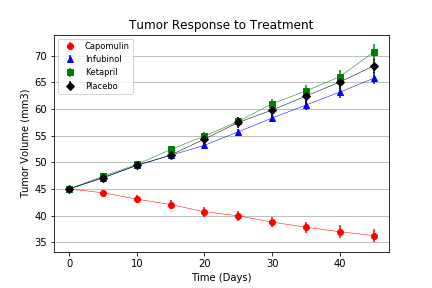 Tumor Response to Treatment
Capomulin
Infubinol
Ketapril
Placebo
Tumor Volume (mm3)
70
65
60
55
50
45
40
35
0
10
20
30
40
Time (Days)